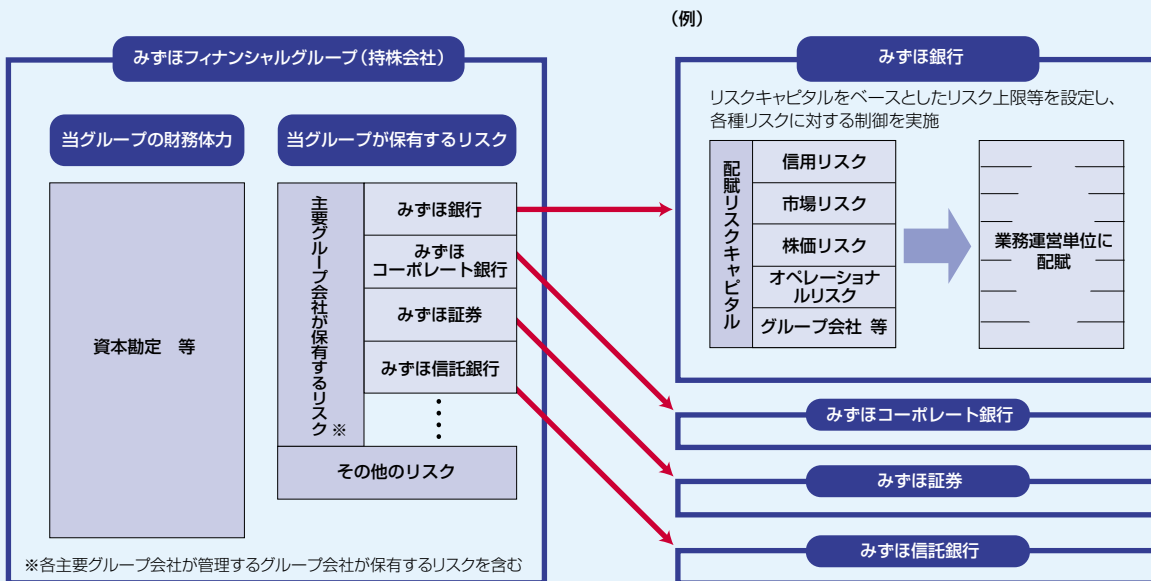 みずほフィナンシャルグループ（持株会社）
当グループの財務体力
資本勘定　等
当グループが保有するリスク
主要グループ会社が保有するリスク※
みずほ銀行
みずほ
コーポレート銀行
みずほ証券
みずほ信託銀行
その他のリスク
※各主要グループ会社が管理するグループ会社が保有するリスクを含む
（例）
みずほ銀行
リスクキャピタルをベースとしたリスク上限等を設定し、
各種リスクに対する制御を実施
配賦リスクキャピタル
信用リスク
市場リスク
株価リスク
オペレーショナ
ルリスク
グループ会社 等
業務運営単位に
配賦
みずほコーポレート銀行
みずほ証券
みずほ信託銀行